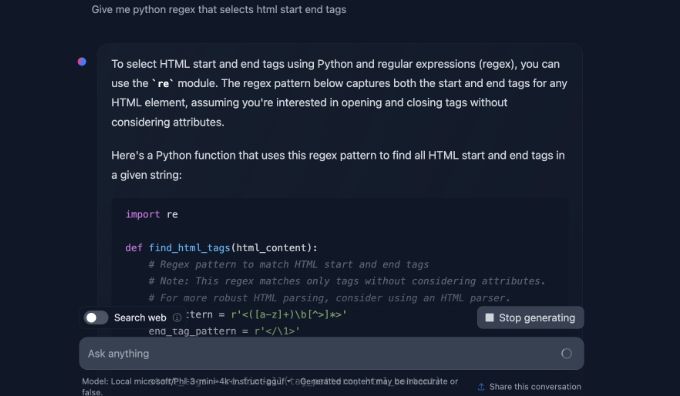 Give me python regex that selects html start end tags
To select HTML start and end tags using Python and regular expressions (regex), you can
use the `re` module. The regex pattern below captures both the start and end tags for any
HTML element, assuming you're interested in opening and closing tags without
considering attributes.
Here's a Python function that uses this regex pattern to find all HTML start and end tags in
a given string:
import re
def find_html_tags(html_content):
# Regex pattern to match HTML start and end tags
# Note: This regex matches only tags without considering attributes.
# For more robust HTML parsing, consider using an HTML parser.
Search web
tern = r'<([a-z]+)\b[^>]*>'
Stop generating
end_tag_pattern = r'</\1>'
Ask anything
Model: Local microsoft/Phi-3-mini-4k-instruct-gguf · Generated content may be inaccurate or
false.
Share this conversation